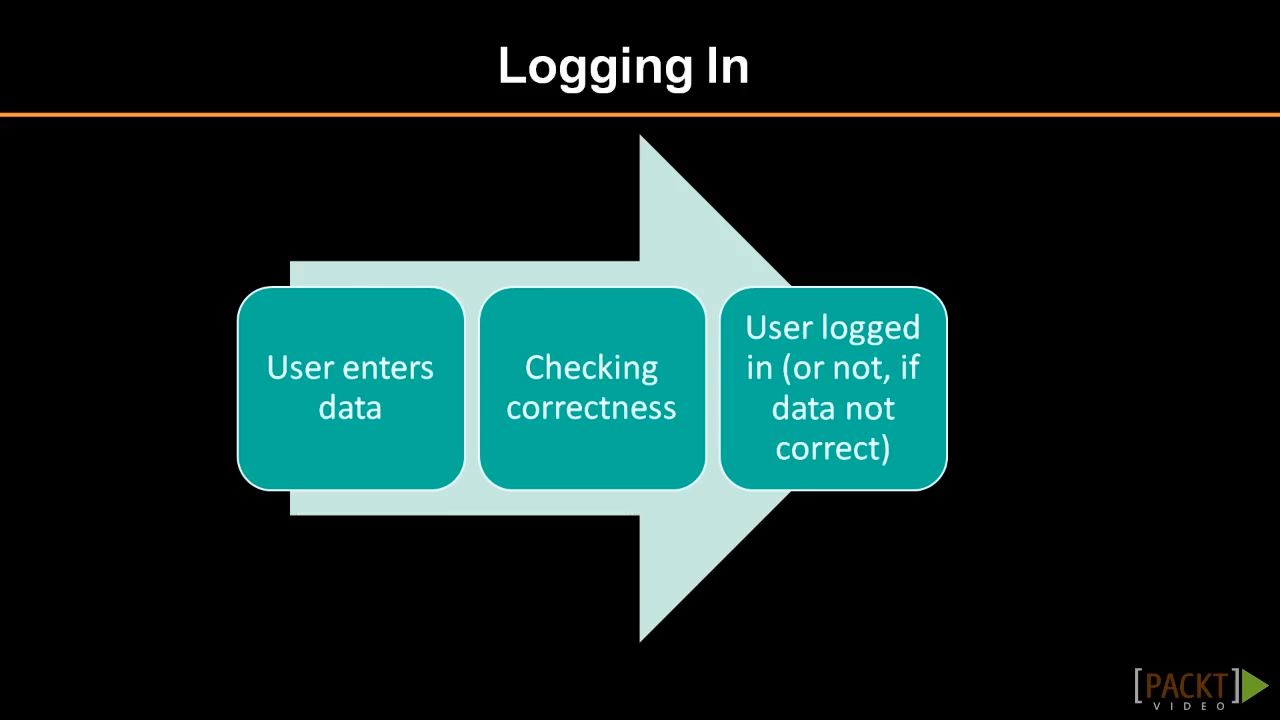 Logging In
User enters
data
Checking
correctness
User logged
in (or not, if
data not
correct)
[PACKT]
VIDEO